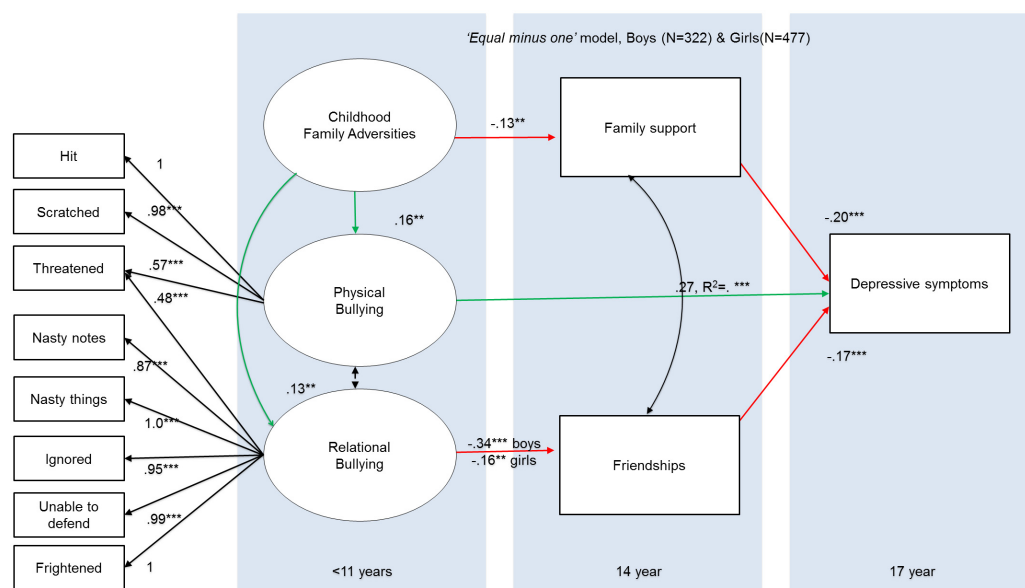 ‘Equal minus one’ model, Boys (N=322) & Girls(N=477)
Childhood
Family Adversities
-.13**
Family support
Hit
1
Scratched
.98***
.16**
-.20***
Threatened
.57***
.48***
Physical
Bullying
.27, R²=. ***
Depressive symptoms
Nasty notes
.87***
-.17***
Nasty things
.13**
1.0***
Relational
Bullying
-.34*** boys
-.16** girls
Friendships
Ignored
.95***
Unable to
defend
.99***
Frightened
1
<11 years
14 year
17 year